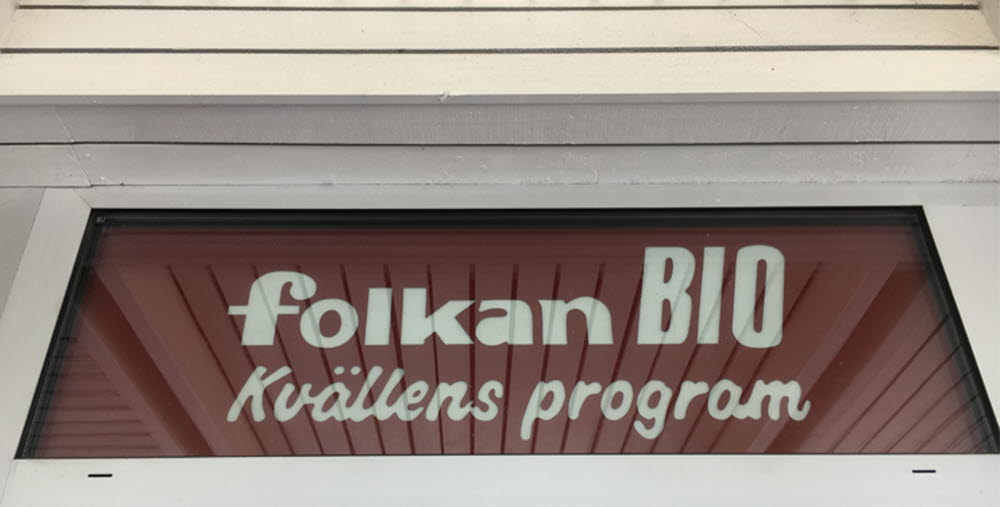 folkan BIO
Kvällens program